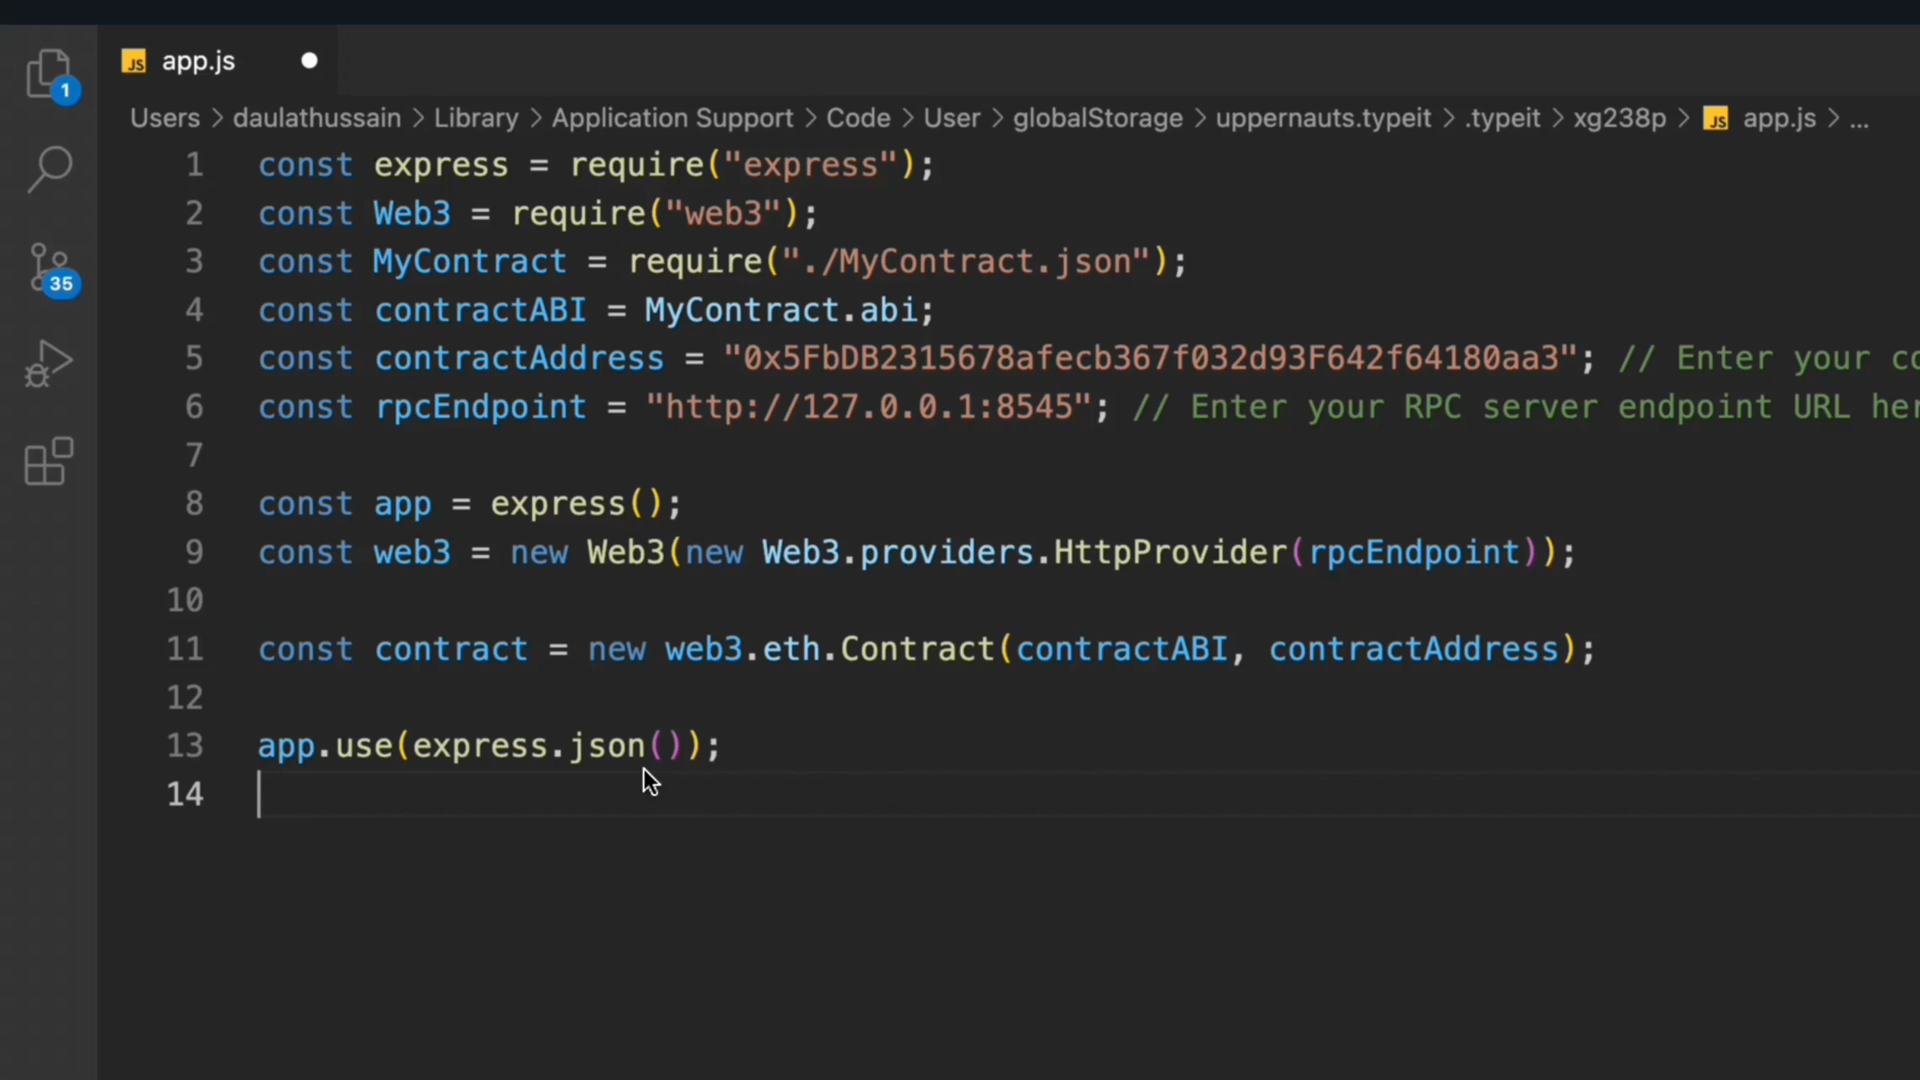 JS app.js
1
Users > daulathussain > Library > Application Support > Code > User > globalStorage > uppernauts.typeit > .typeit > xg238p > JS app.js > ...
1 const express = require("express");
2 const Web3 = require("web3");
3 const MyContract = require("./MyContract.json");
4 const contractABI = MyContract.abi;
35
5 const contractAddress = "0x5FbDB2315678afecb367f032d93F642f64180aa3"; // Enter your co
6 const rpcEndpoint = "http://127.0.0.1:8545"; // Enter your RPC server endpoint URL her
7
8 const app = express();
9 const web3 = new Web3(new Web3.providers.HttpProvider(rpcEndpoint));
10
11 const contract = new web3.eth.Contract(contractABI, contractAddress);
12
13 app.use(express.json());
14